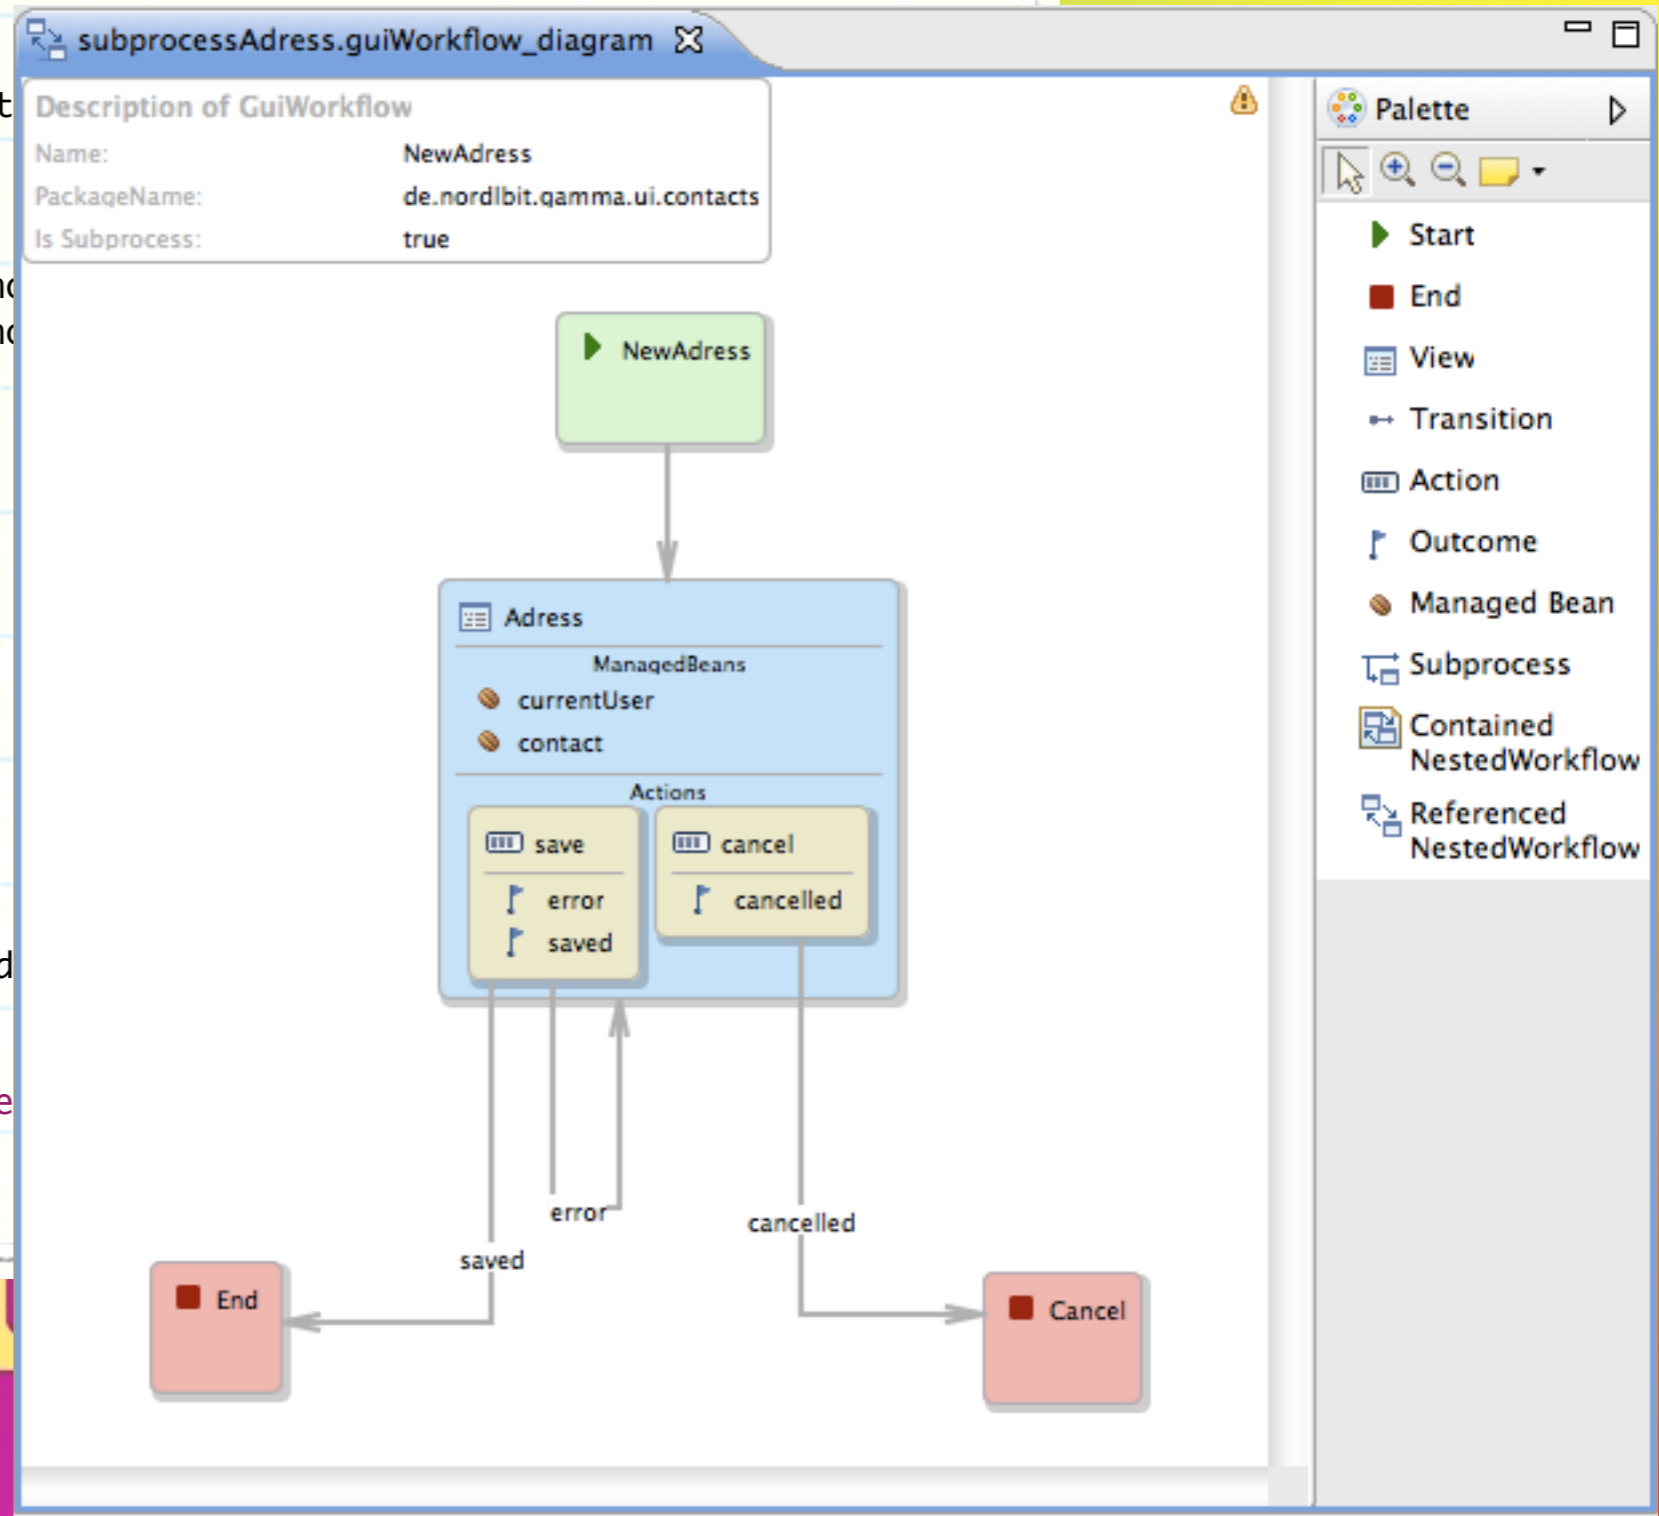 subprocessAdress.guiWorkflow_diagram
Description of GuiWorkflow
Name: NewAdress
PackageName: de.nordlbit.gamma.ui.contacts
Is Subprocess: true
NewAdress
Adress
ManagedBeans
currentUser
contact
Actions
save
error
saved
cancel
cancelled
error
cancelled
saved
End
Cancel
Palette
Start
End
View
Transition
Action
Outcome
Managed Bean
Subprocess
Contained
NestedWorkflow
Referenced
NestedWorkflow